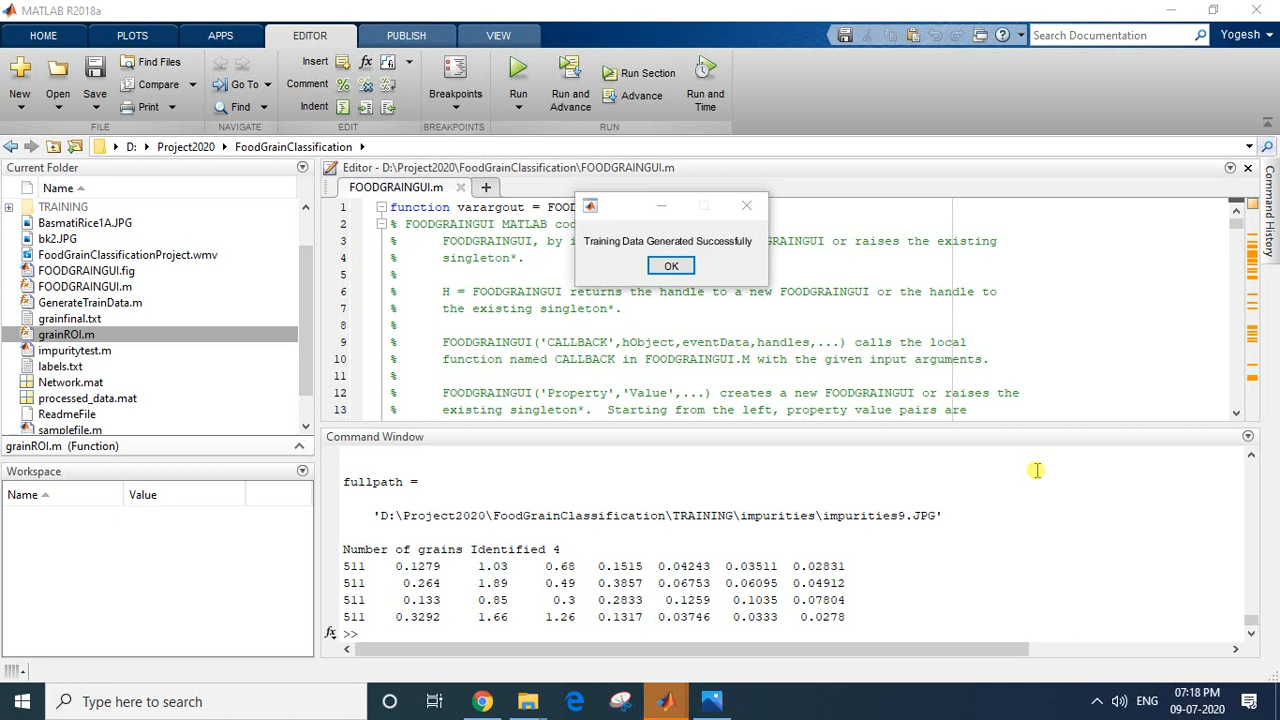 MATLAB R2018a
HOME PLOTS APPS EDITOR PUBLISH VIEW
Search Documentation
Yogesh
New
Open
Save
Find Files
Compare
Print
FILE
Go To
Find
NAVIGATE
Insert
Comment
Indent
EDIT
Breakpoints
BREAKPOINTS
Run
Run and
Advance
Run Section
Advance
Run and
Time
RUN
D: Project2020 FoodGrainClassification
Current Folder
Name
TRAINING
BasmatiRice1A.JPG
bk2.JPG
FoodGrainClassificationProject.wmv
FOODGRAINGUI.fig
FOODGRAINGUI.m
GenerateTrainData.m
grainfinal.txt
grainROI.m
impuritytest.m
labels.txt
Network.mat
processed_data.mat
ReadmeFile
samplefile.m
grainROI.m (Function)
Workspace
Name Value
Editor - D:\Project2020\FoodGrainClassification\FOODGRAINGUI.m
FOODGRAINGUI.m
1 function varargout = FOOD
2 % FOODGRAINGUI MATLAB co
3 % FOODGRAINGUI, by RAINGUI or raises the existing
4 % singleton*.
5 %
6 % H = FOODGRAINGUI returns the handle to a new FOODGRAINGUI or the handle to
7 % the existing singleton*.
8 %
9 % FOODGRAINGUI('CALLBACK',hObject,eventData,handles,...) calls the local
10 % function named CALLBACK in FOODGRAINGUI.M with the given input arguments.
11 %
12 % FOODGRAINGUI('Property','Value',...) creates a new FOODGRAINGUI or raises the
13 % existing singleton*. Starting from the left, property value pairs are
Training Data Generated Successfully
OK
Command History
Command Window
fullpath =
'D:\Project2020\FoodGrainClassification\TRAINING\impurities\impurities9.JPG'
Number of grains Identified 4
511 0.1279 1.03 0.68 0.1515 0.04243 0.03511 0.02831
511 0.264 1.89 0.49 0.3857 0.06753 0.06095 0.04912
511 0.133 0.85 0.3 0.2833 0.1259 0.1035 0.07804
511 0.3292 1.66 1.26 0.1317 0.03746 0.0333 0.0278
fx >>
Type here to search
ENG
07:18 PM
09-07-2020